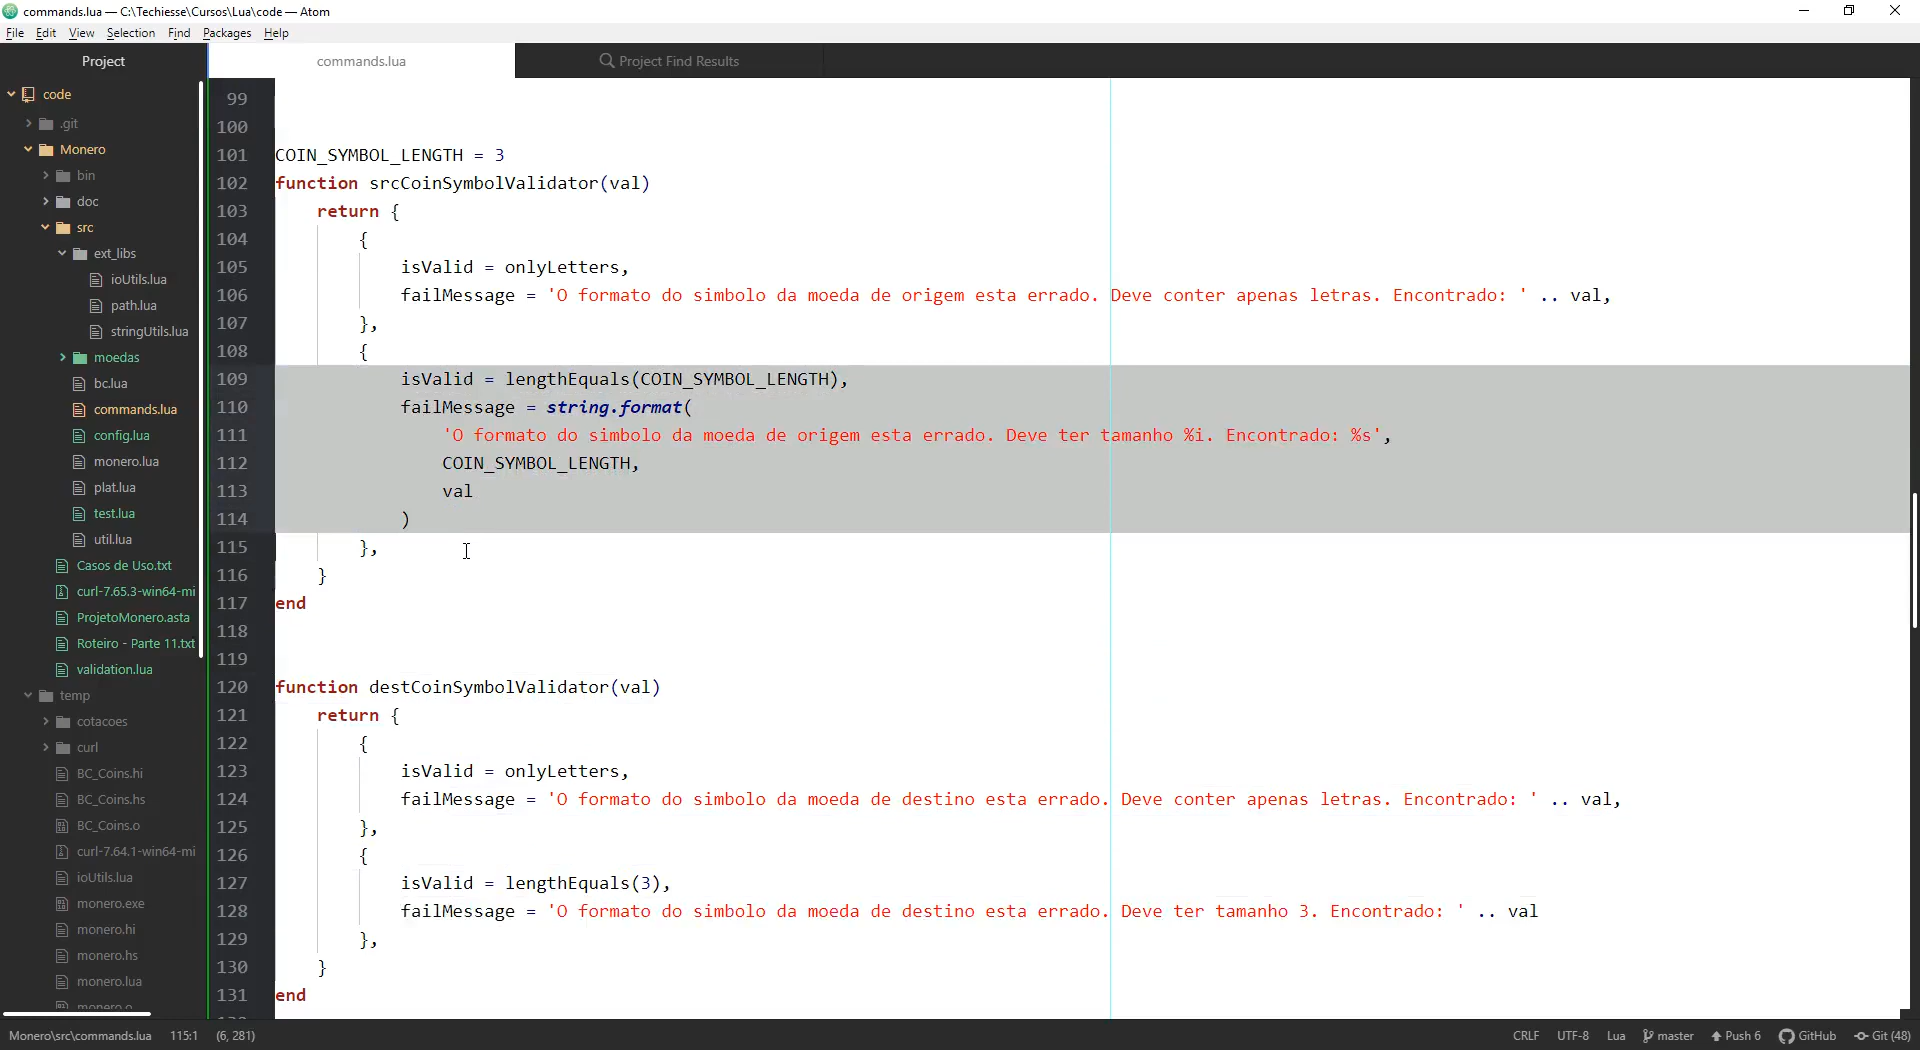 commands.lua — C:\Techiesse\Cursos\Lua\code — Atom
File Edit View Selection Find Packages Help
Project
commands.lua
Project Find Results
code
.git
Monero
bin
doc
src
ext_libs
ioUtils.lua
path.lua
stringUtils.lua
moedas
bc.lua
commands.lua
config.lua
monero.lua
plat.lua
test.lua
util.lua
Casos de Uso.txt
curl-7.65.3-win64-mi
ProjetoMonero.asta
Roteiro - Parte 11.txt
validation.lua
temp
cotacoes
curl
BC_Coins.hi
BC_Coins.hs
BC_Coins.o
curl-7.64.1-win64-mi
ioUtils.lua
monero.exe
monero.hi
monero.hs
monero.lua
monero.o
99
100
101 COIN_SYMBOL_LENGTH = 3
102 function srcCoinSymbolValidator(val)
103 return {
104 {
105 isValid = onlyLetters,
106 failMessage = 'O formato do simbolo da moeda de origem esta errado. Deve conter apenas letras. Encontrado: ' .. val,
107 },
108 {
109 isValid = lengthEquals(COIN_SYMBOL_LENGTH),
110 failMessage = string.format(
111 'O formato do simbolo da moeda de origem esta errado. Deve ter tamanho %i. Encontrado: %s',
112 COIN_SYMBOL_LENGTH,
113 val
114 )
115 },
116 }
117 end
118
119
120 function destCoinSymbolValidator(val)
121 return {
122 {
123 isValid = onlyLetters,
124 failMessage = 'O formato do simbolo da moeda de destino esta errado. Deve conter apenas letras. Encontrado: ' .. val,
125 },
126 {
127 isValid = lengthEquals(3),
128 failMessage = 'O formato do simbolo da moeda de destino esta errado. Deve ter tamanho 3. Encontrado: ' .. val
129 },
130 }
131 end
Monero\src\commands.lua 115:1 (6, 281)
CRLF UTF-8 Lua master Push 6 GitHub Git (48)